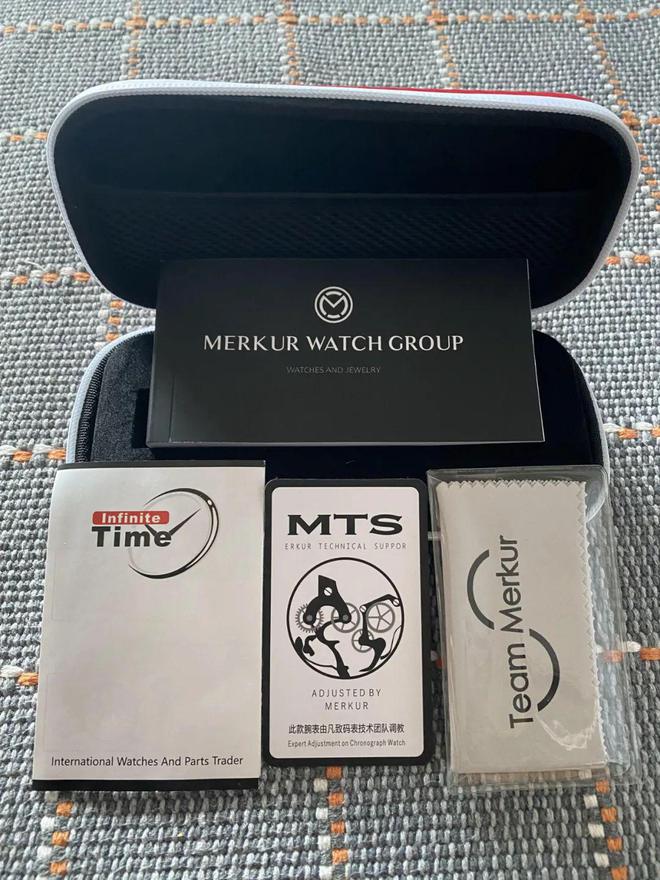 MERKUR WATCH GROUP
WATCHES AND JEWELRY
Infinite
Time
International Watches And Parts Trader
MTS
ERKUR TECHNICAL SUPPOR
ADJUSTED BY
MERKUR
此款腕表由凡致码表技术团队调教
Expert Adjustment on Chronograph Watch
Team Merkur